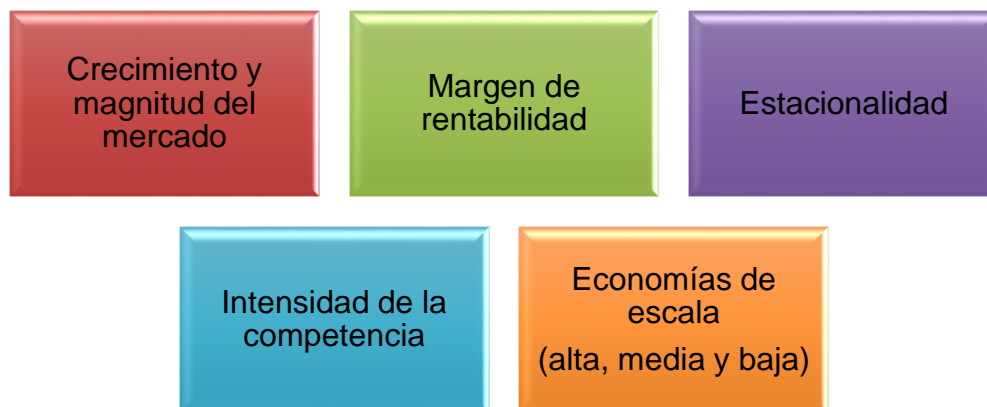 Crecimiento y
magnitud del
mercado
Margen de
rentabilidad
Estacionalidad
Intensidad de la
competencia
Economías de
escala
(alta, media y baja)